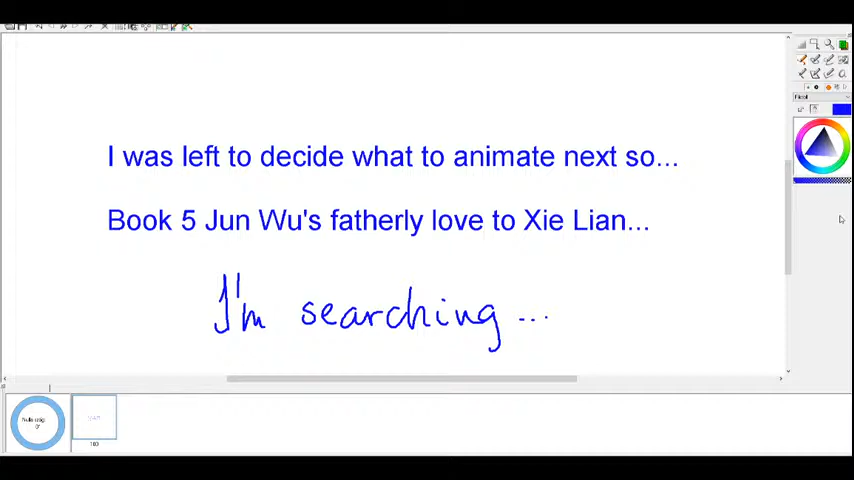 I was left to decide what to animate next so...
Book 5 Jun Wu's fatherly love to Xie Lian...
I'm searching ...
100